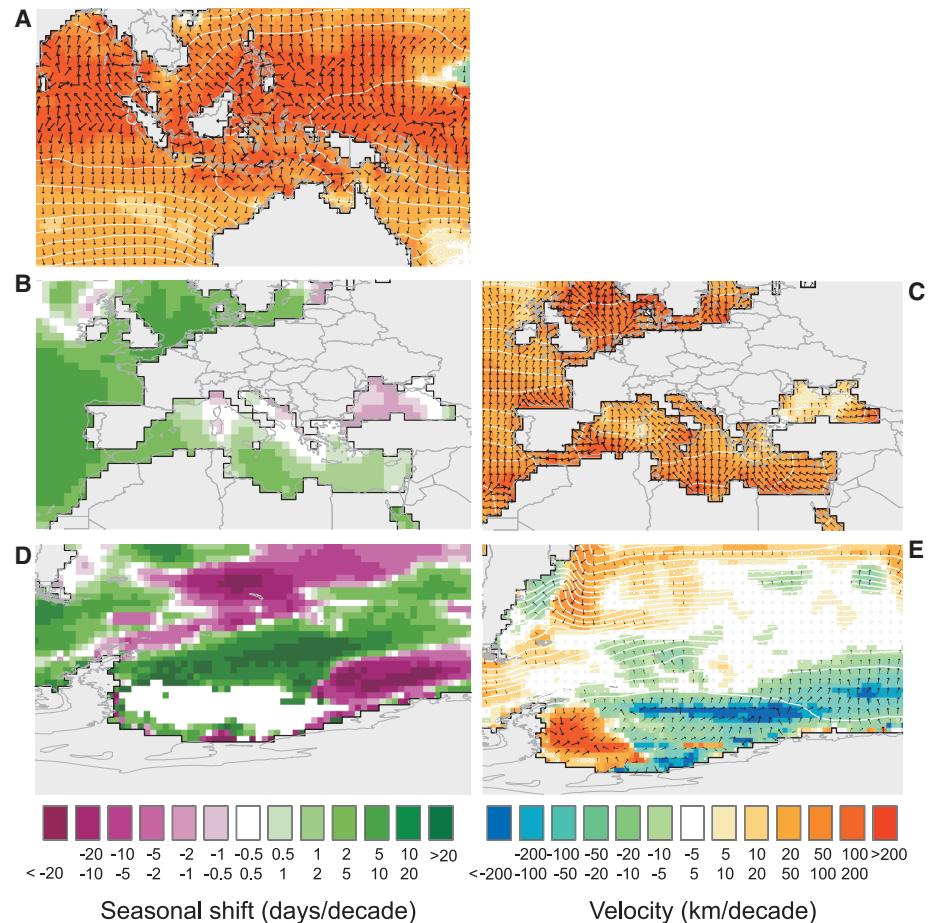 A
B
C
D
E
-20 -10 -5 -2 -1 -0.5 0.5 1 2 5 10 >20
< -20 -10 -5 -2 -1 -0.5 0.5 1 2 5 10 20
Seasonal shift (days/decade)
-200 -100 -50 -20 -10 -5 5 10 20 50 100 >200
<-200 -100 -50 -20 -10 -5 5 10 20 50 100 200
Velocity (km/decade)